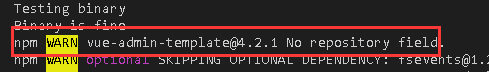 Testing binary
Binary is fine
npm WARN vue-admin-template@4.2.1 No repository field.
npm WARN optional SKIPPING OPTIONAL DEPENDENCY: fsevents@1.2